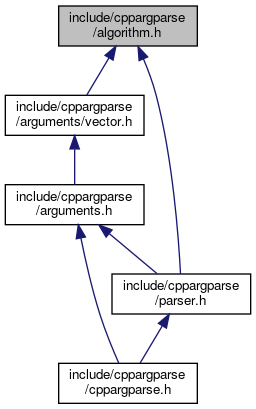 include/cppargparse
/algorithm.h
include/cppargparse
/arguments/vector.h
include/cppargparse
/arguments.h
include/cppargparse
/parser.h
include/cppargparse
/cppargparse.h